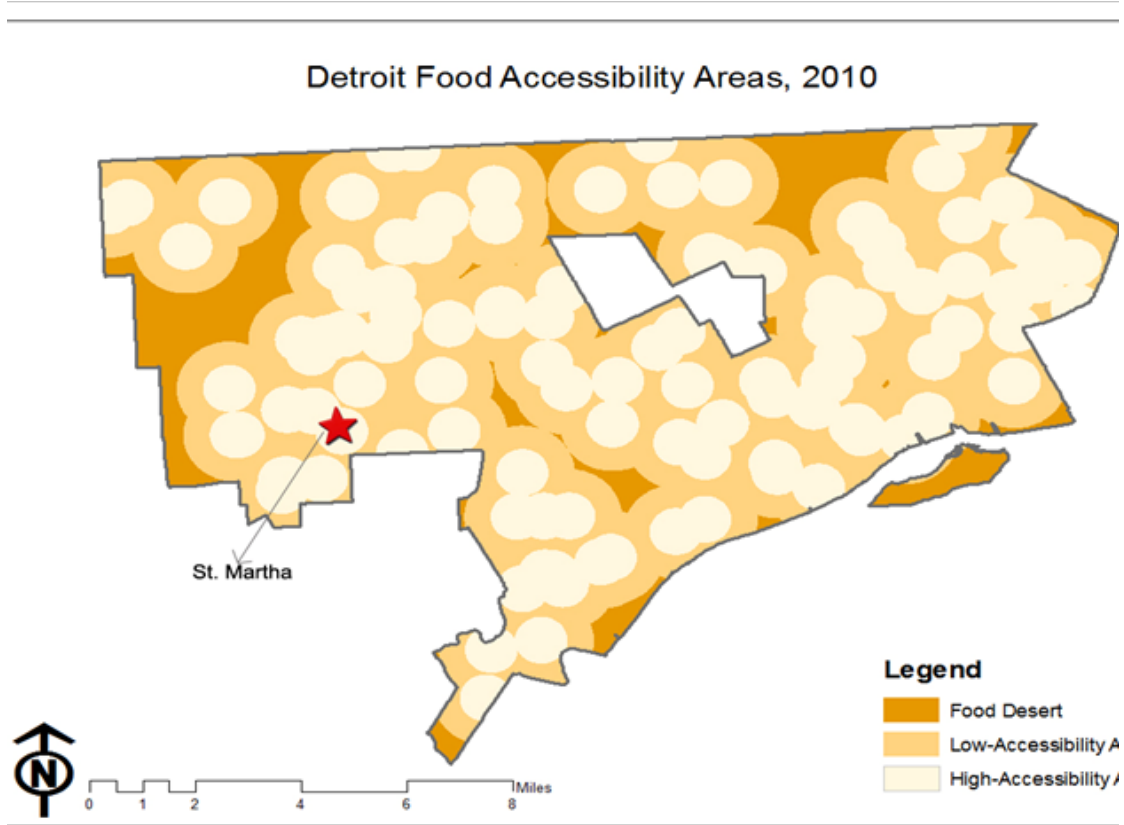 Detroit Food Accessibility Areas, 2010
St. Martha
Legend
Food Desert
Low-Accessibility A
High-Accessibility A
N
0 1 2 4 6 8 Miles